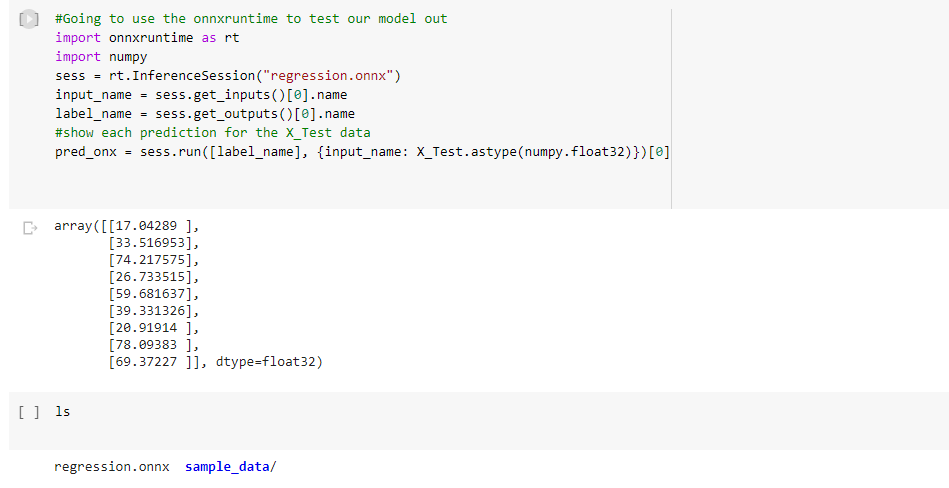 [ ] #Going to use the onnxruntime to test our model out
import onnxruntime as rt
import numpy
sess = rt.InferenceSession("regression.onnx")
input_name = sess.get_inputs()[0].name
label_name = sess.get_outputs()[0].name
#show each prediction for the X_Test data
pred_onx = sess.run([label_name], {input_name: X_Test.astype(numpy.float32)})[0]
array([[17.04289 ],
[33.516953],
[74.217575],
[26.733515],
[59.681637],
[39.331326],
[20.91914 ],
[78.09383 ],
[69.37227 ]], dtype=float32)
[ ] ls
regression.onnx  sample_data/